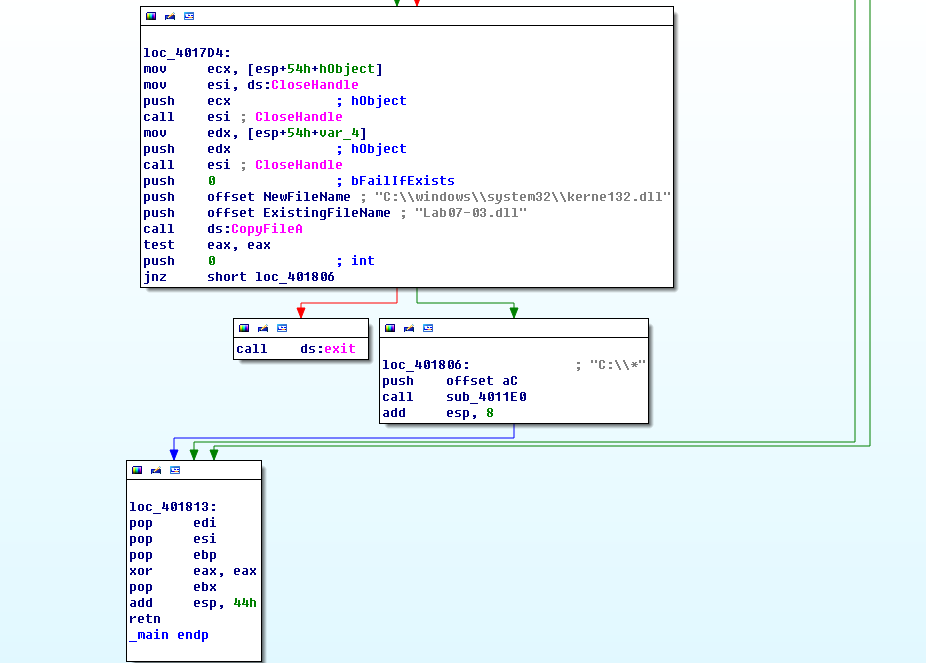 loc_4017D4:
mov ecx, [esp+54h+hObject]
mov esi, ds:CloseHandle
push ecx ; hObject
call esi ; CloseHandle
mov edx, [esp+54h+var_4]
push edx ; hObject
call esi ; CloseHandle
push 0 ; bFailIfExists
push offset NewFileName ; "C:\\windows\\system32\\kerne132.dll"
push offset ExistingFileName ; "Lab07-03.dll"
call ds:CopyFileA
test eax, eax
push 0 ; int
jnz short loc_401806
call ds:exit
loc_401806: ; "C:\\*"
push offset aC
call sub_4011E0
add esp, 8
loc_401813:
pop edi
pop esi
pop ebp
xor eax, eax
pop ebx
add esp, 44h
retn
_main endp